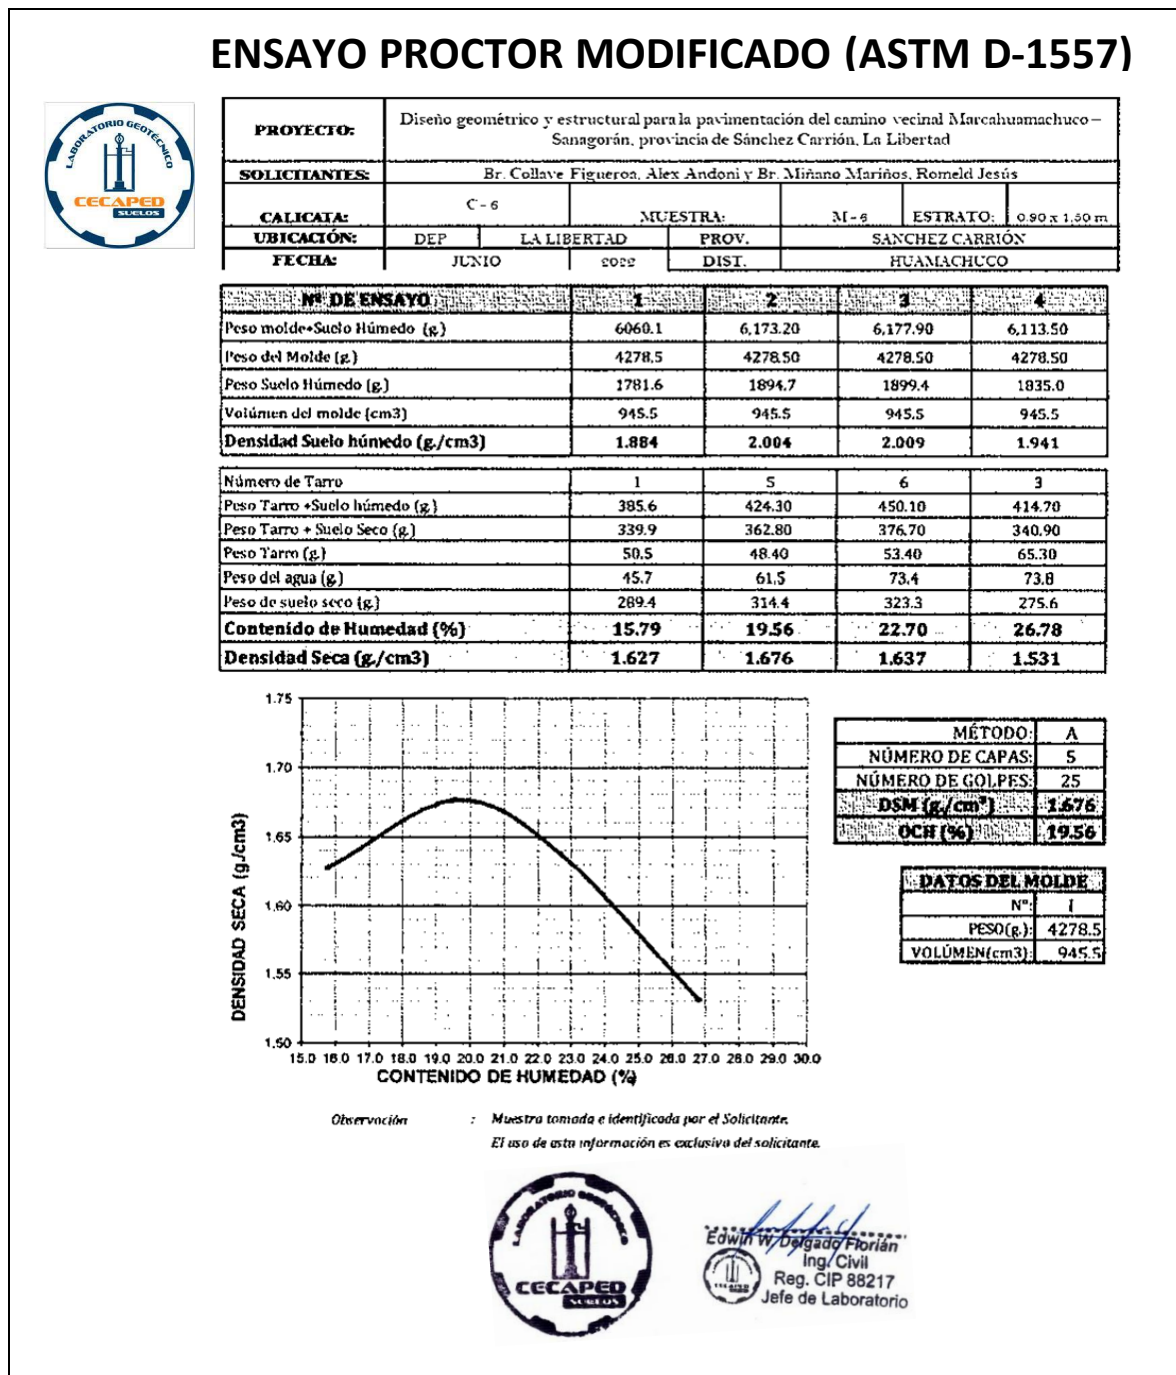 ENSAYO PROCTOR MODIFICADO (ASTM D-1557)
LABORATORIO GEOTÉCNICO
CECAPED
SUELOS
PROYECTO: Diseño geométrico y estructural para la pavimentación del camino vecinal Marcahuamachuco –
Sanagorán, provincia de Sánchez Carrión, La Libertad
SOLICITANTES: Br. Collave Figueroa, Alex Andoni y Br. Miñano Mariños, Romeld Jesús
CALICATA: C - 6 MUESTRA: M - 6 ESTRATO: 0.90 x 1.50 m
UBICACIÓN: DEP LA LIBERTAD PROV. SANCHEZ CARRIÓN
FECHA: JUNIO 2022 DIST. HUAMACHUCO
Nº DE ENSAYO 1 2 3 4
Peso molde+Suelo Húmedo (g.) 6060.1 6,173.20 6,177.90 6,113.50
Peso del Molde (g.) 4278.5 4278.50 4278.50 4278.50
Peso Suelo Húmedo (g.) 1781.6 1894.7 1899.4 1835.0
Volúmen del molde (cm3) 945.5 945.5 945.5 945.5
Densidad Suelo húmedo (g./cm3) 1.884 2.004 2.009 1.941
Número de Tarro 1 5 6 3
Peso Tarro +Suelo húmedo (g.) 385.6 424.30 450.10 414.70
Peso Tarro + Suelo Seco (g.) 339.9 362.80 376.70 340.90
Peso Tarro (g.) 50.5 48.40 53.40 65.30
Peso del agua (g.) 45.7 61.5 73.4 73.8
Peso de suelo seco (g.) 289.4 314.4 323.3 275.6
Contenido de Humedad (%) 15.79 19.56 22.70 26.78
Densidad Seca (g./cm3) 1.627 1.676 1.637 1.531
DENSIDAD SECA (g./cm3)
1.75
1.70
1.65
1.60
1.55
1.50
15.0 16.0 17.0 18.0 19.0 20.0 21.0 22.0 23.0 24.0 25.0 26.0 27.0 28.0 29.0 30.0
CONTENIDO DE HUMEDAD (%)
MÉTODO: A
NÚMERO DE CAPAS: 5
NÚMERO DE GOLPES: 25
DSM (g./cm³) 1.676
OCH (%) 19.56
DATOS DEL MOLDE
Nº: 1
PESO(g.): 4278.5
VOLÚMEN(cm3): 945.5
Observación : Muestra tomada e identificada por el Solicitante.
El uso de esta información es exclusivo del solicitante.
LABORATORIO GEOTÉCNICO
CECAPED
SUELOS
Edwin W. Delgado Florián
Ing. Civil
Reg. CIP 88217
Jefe de Laboratorio